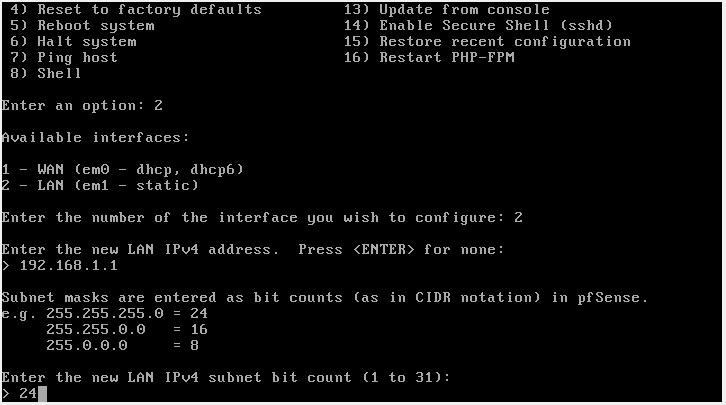 4) Reset to factory defaults          13) Update from console
5) Reboot system                      14) Enable Secure Shell (sshd)
6) Halt system                        15) Restore recent configuration
7) Ping host                          16) Restart PHP-FPM
8) Shell
Enter an option: 2
Available interfaces:
1 - WAN (em0 - dhcp, dhcp6)
2 - LAN (em1 - static)
Enter the number of the interface you wish to configure: 2
Enter the new LAN IPv4 address.  Press <ENTER> for none:
> 192.168.1.1
Subnet masks are entered as bit counts (as in CIDR notation) in pfSense.
e.g. 255.255.255.0 = 24
     255.255.0.0   = 16
     255.0.0.0     = 8
Enter the new LAN IPv4 subnet bit count (1 to 31):
> 24